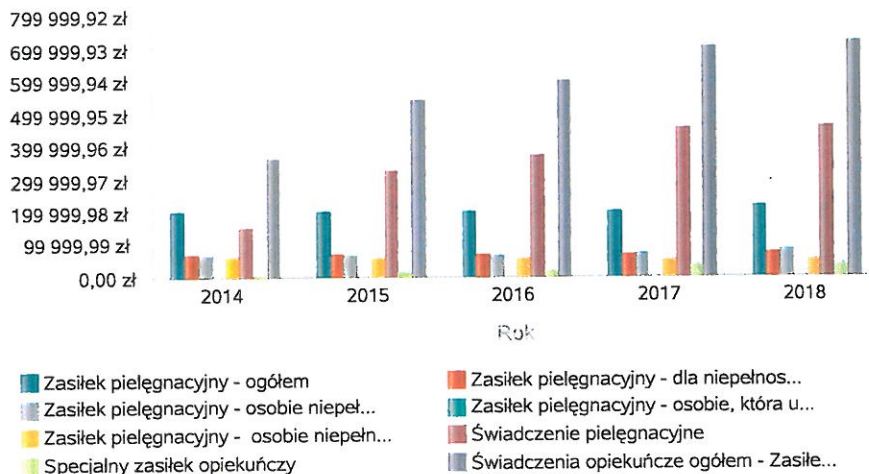 799 999,92 zł
699 999,93 zł
599 999,94 zł
499 999,95 zł
399 999,96 zł
299 999,97 zł
199 999,98 zł
99 999,99 zł
0,00 zł
2014 2015 2016 2017 2018
Rok
Zasiłek pielęgnacyjny - ogółem
Zasiłek pielęgnacyjny - dla niepełnos...
Zasiłek pielęgnacyjny - osobie niepeł...
Zasiłek pielęgnacyjny - osobie, która u...
Zasiłek pielęgnacyjny - osobie niepełn...
Świadczenie pielęgnacyjne
Specjalny zasiłek opiekuńczy
Świadczenia opiekuńcze ogółem - Zasiłe...